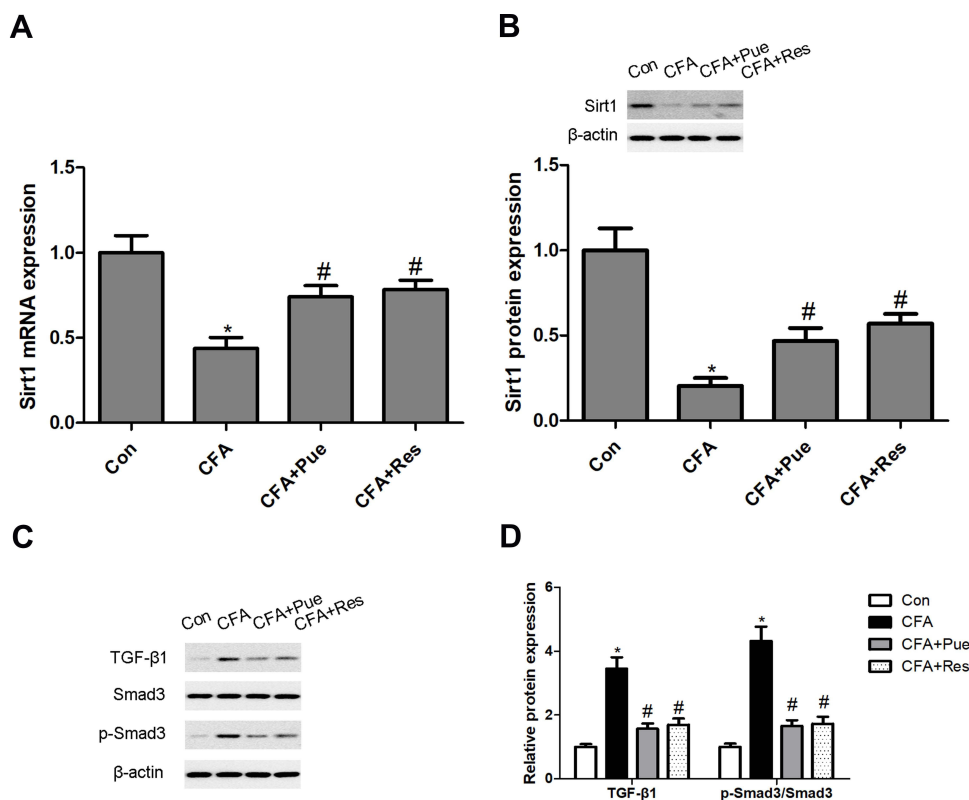 A
Sirt1 mRNA expression
1.5
1.0
0.5
0.0
*
#
#
Con
CFA
CFA+Pue
CFA+Res
B
Con
CFA
CFA+Pue
CFA+Res
Sirt1
β-actin
Sirt1 protein expression
1.5
1.0
0.5
0.0
*
#
#
Con
CFA
CFA+Pue
CFA+Res
C
Con
CFA
CFA+Pue
CFA+Res
TGF-β1
Smad3
p-Smad3
β-actin
D
Relative protein expression
6
4
2
0
*
#
#
*
#
#
TGF-β1
p-Smad3/Smad3
Con
CFA
CFA+Pue
CFA+Res